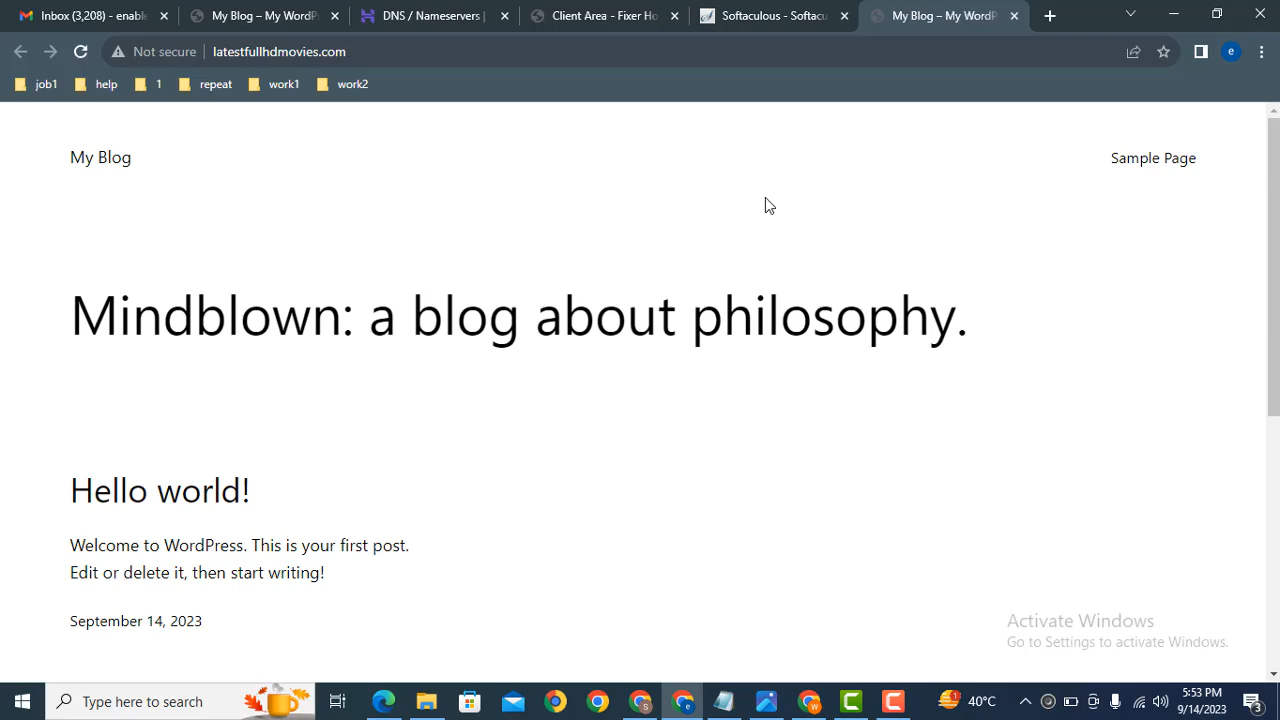 Inbox (3,208) - enable
My Blog – My WordPr
DNS / Nameservers |
Client Area - Fixer Ho
Softaculous - Softacu
My Blog – My WordPr
Not secure
latestfullhdmovies.com
e
job1
help
1
repeat
work1
work2
My Blog
Sample Page
Mindblown: a blog about philosophy.
Hello world!
Welcome to WordPress. This is your first post.
Edit or delete it, then start writing!
September 14, 2023
Activate Windows
Go to Settings to activate Windows.
Type here to search
40°C
5:53 PM
9/14/2023
3